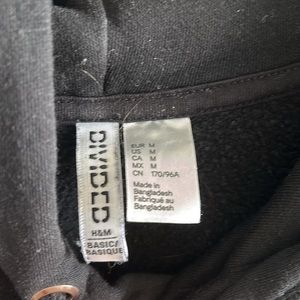 DIVIDED
H&M
BASIC/
BASIQUE
EUR M
US M
CA M
MX M
CN 170/96A
Made in
Bangladesh
Fabriqué au
Bangladesh